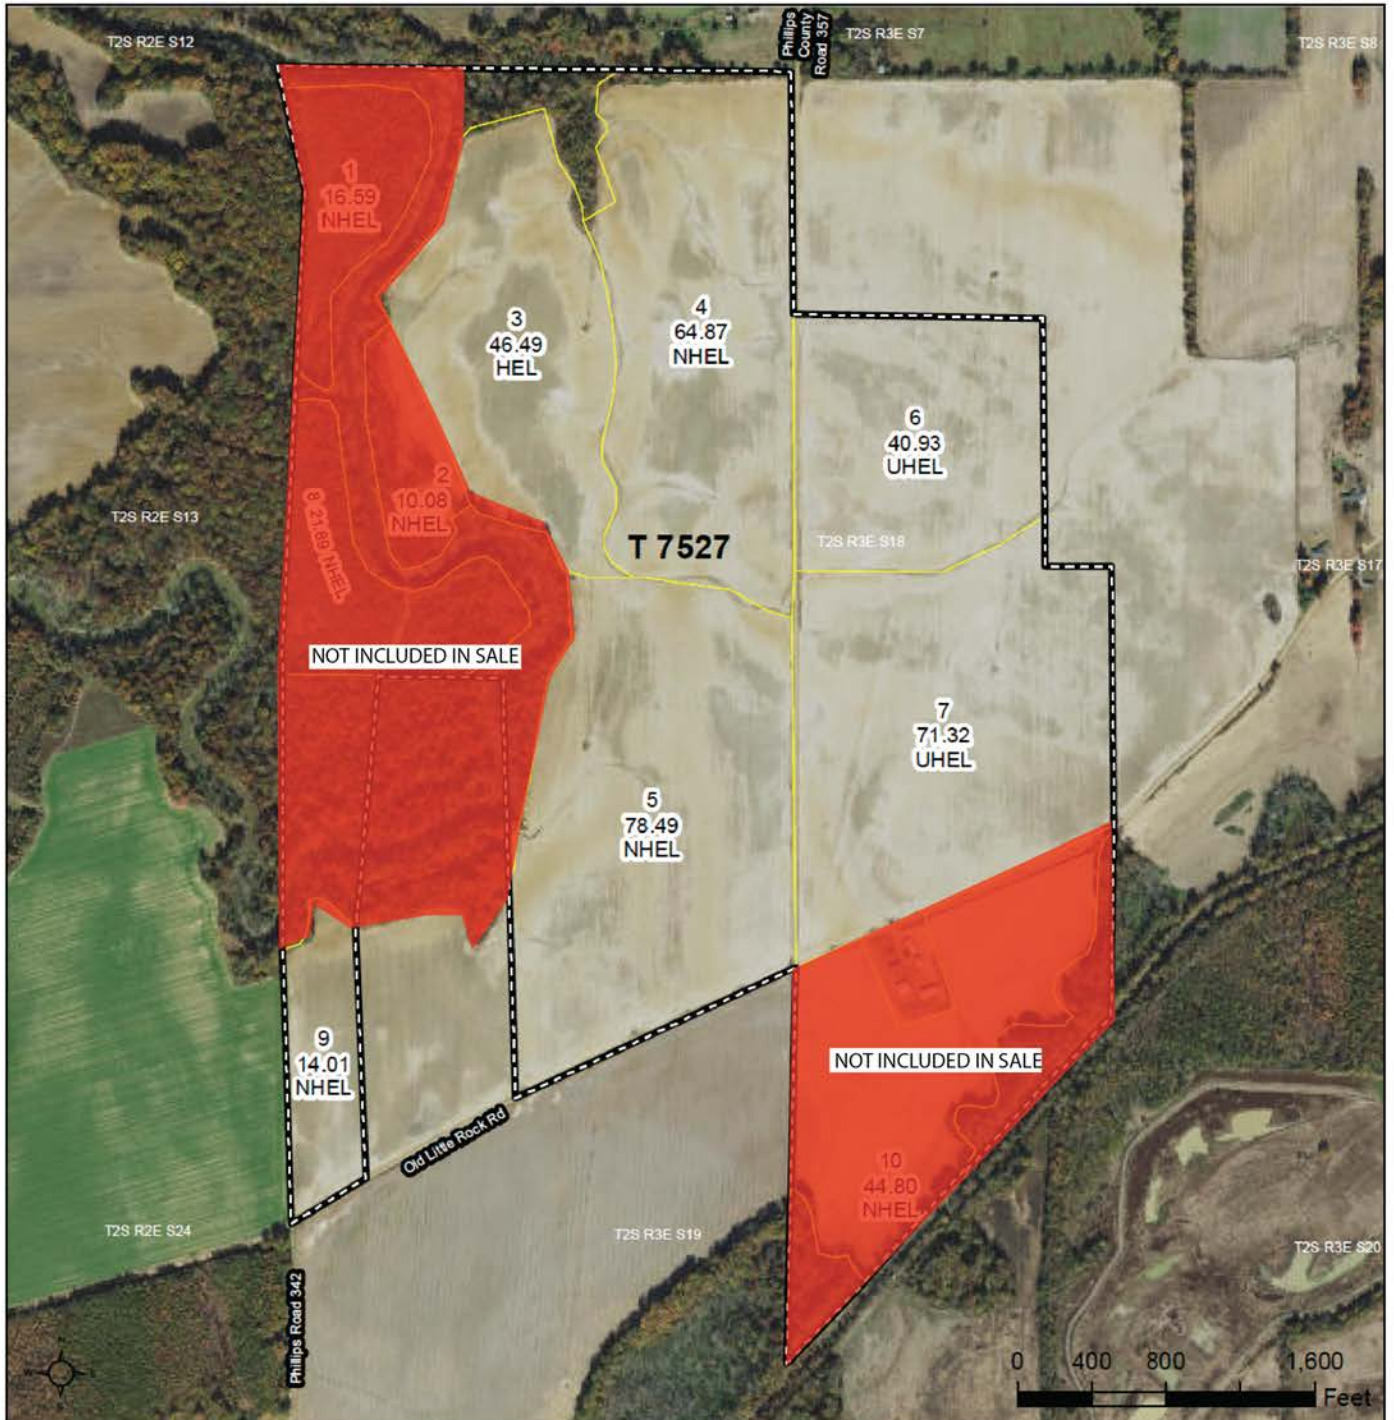 T2S R2E S12
Phillips
County
Road 357
T2S R3E S7
T2S R3E S8
1
16.59
NHEL
3
46.49
HEL
4
64.87
NHEL
6
40.93
UHEL
2
10.08
NHEL
8 21.69 NHEL
T2S R2E S13
T 7527
T2S R3E S18
T2S R3E S17
NOT INCLUDED IN SALE
7
71.32
UHEL
5
78.49
NHEL
9
14.01
NHEL
NOT INCLUDED IN SALE
Old Little Rock Rd
10
44.80
NHEL
T2S R2E S24
T2S R3E S19
T2S R3E S20
Phillips Road 342
0 400 800 1,600
Feet